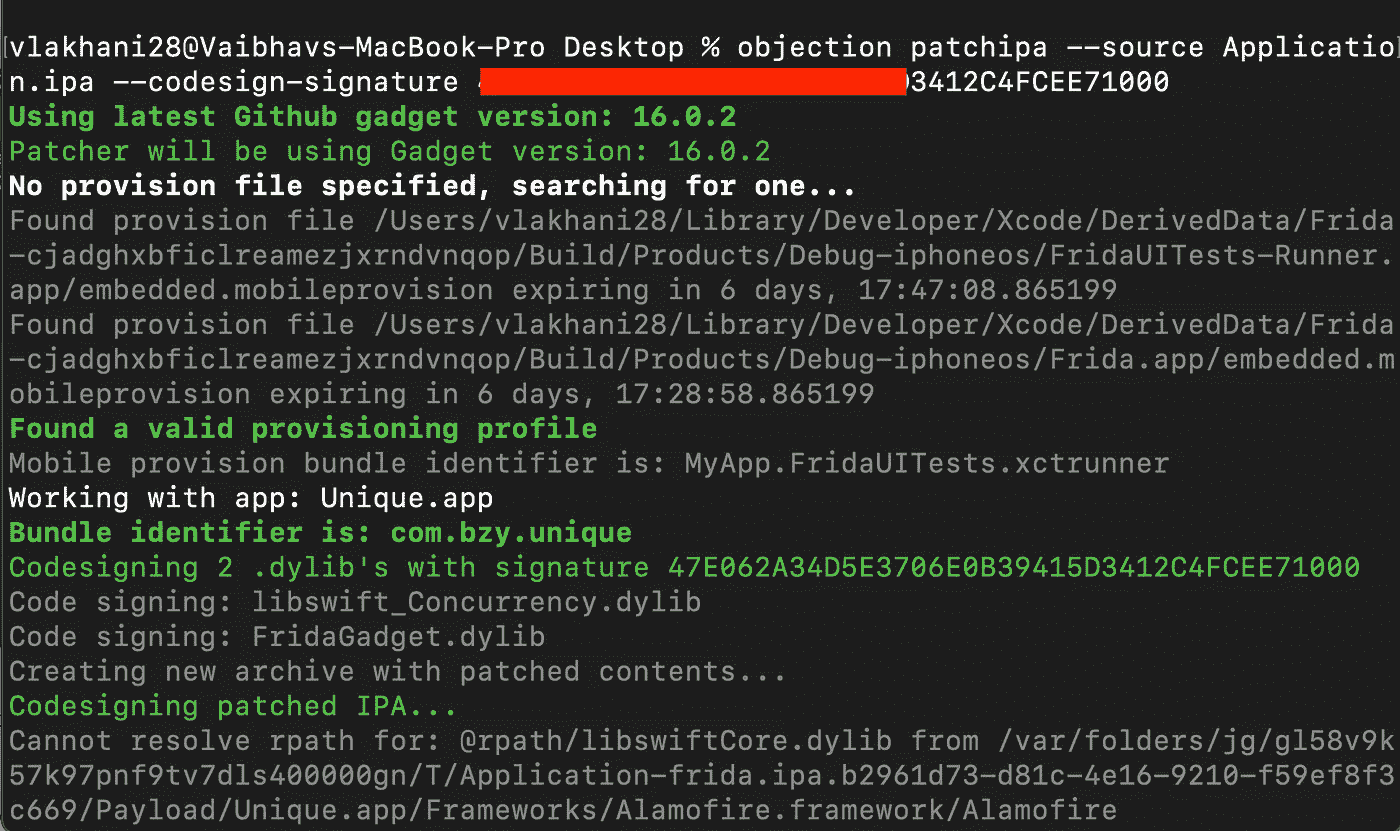 [vlakhani28@Vaibhavs-MacBook-Pro Desktop % objection patchipa --source Applicatio]
n.ipa --codesign-signature 3412C4FCEE71000
Using latest Github gadget version: 16.0.2
Patcher will be using Gadget version: 16.0.2
No provision file specified, searching for one...
Found provision file /Users/vlakhani28/Library/Developer/Xcode/DerivedData/Frida
-cjadghxbficlreamezjxrndvnqop/Build/Products/Debug-iphoneos/FridaUITests-Runner.
app/embedded.mobileprovision expiring in 6 days, 17:47:08.865199
Found provision file /Users/vlakhani28/Library/Developer/Xcode/DerivedData/Frida
-cjadghxbficlreamezjxrndvnqop/Build/Products/Debug-iphoneos/Frida.app/embedded.m
obileprovision expiring in 6 days, 17:28:58.865199
Found a valid provisioning profile
Mobile provision bundle identifier is: MyApp.FridaUITests.xctrunner
Working with app: Unique.app
Bundle identifier is: com.bzy.unique
Codesigning 2 .dylib's with signature 47E062A34D5E3706E0B39415D3412C4FCEE71000
Code signing: libswift_Concurrency.dylib
Code signing: FridaGadget.dylib
Creating new archive with patched contents...
Codesigning patched IPA...
Cannot resolve rpath for: @rpath/libswiftCore.dylib from /var/folders/jg/gl58v9k
57k97pnf9tv7dls400000gn/T/Application-frida.ipa.b2961d73-d81c-4e16-9210-f59ef8f3
c669/Payload/Unique.app/Frameworks/Alamofire.framework/Alamofire